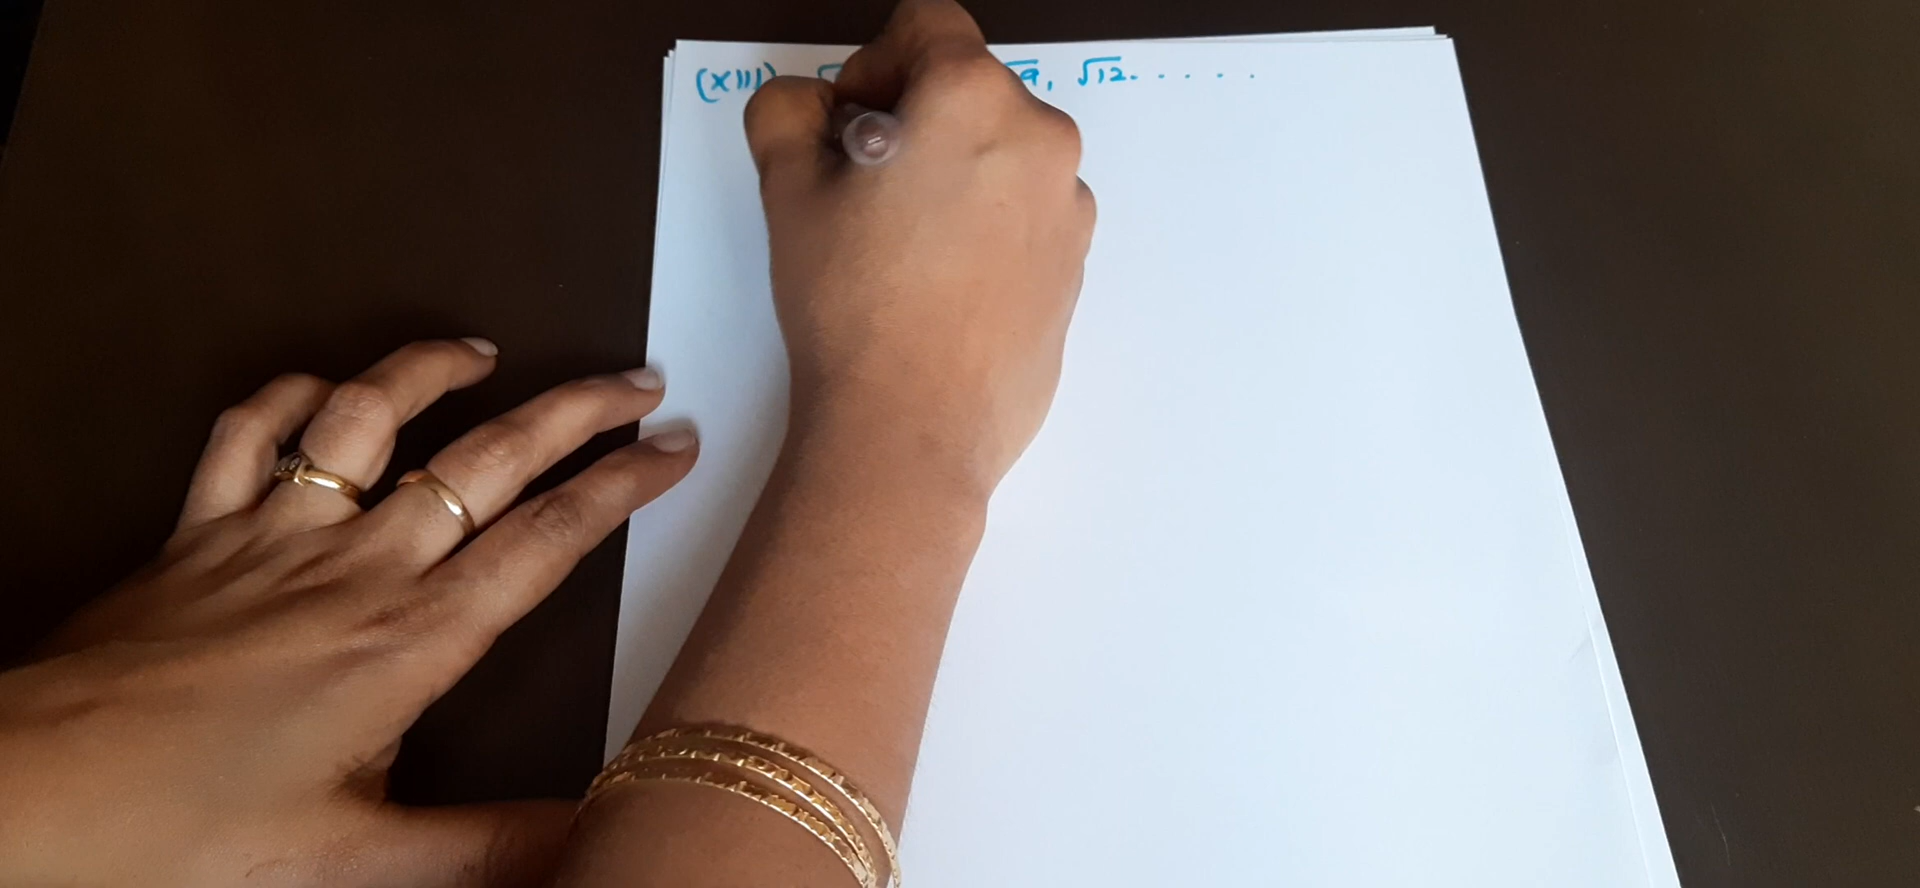 (XIII) √9, √12.....